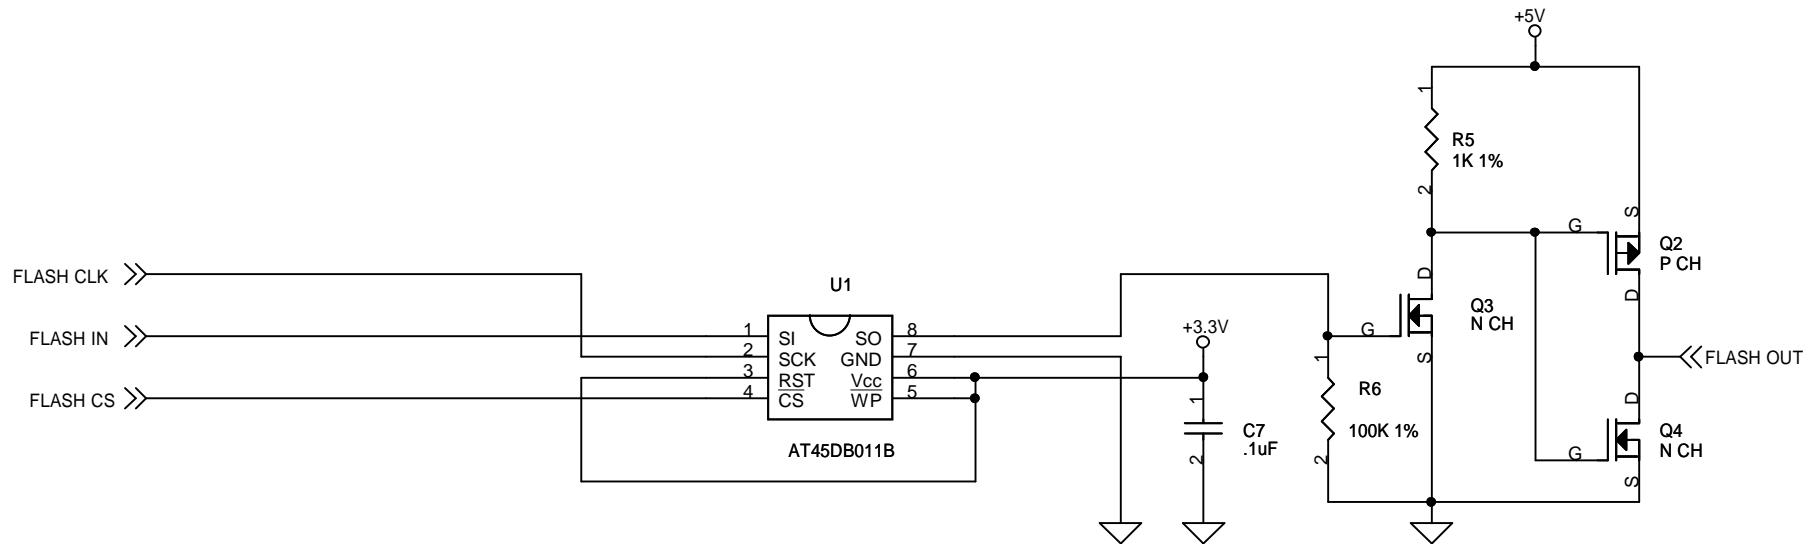 +5V
1
R5
1K 1%
2
S
G
Q2
P CH
FLASH CLK
U1
D
D
Q3
N CH
+3.3V
FLASH IN
1
SI
SO
8
G
2
SCK
GND
7
1
S
FLASH OUT
3
RST
Vcc
6
FLASH CS
4
CS
WP
5
1
R6
D
C7
.1uF
100K 1%
Q4
N CH
AT45DB011B
2
2
G
S